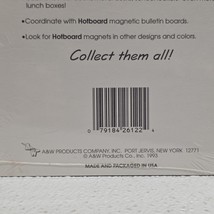 lunch boxes!
•Coordinate with Hotboard magnetic bulletin boards.
•Look for Hotboard magnets in other designs and colors.
Collect them all!
0 79184 26122 4
A&W PRODUCTS COMPANY, INC. PORT JERVIS, NEW YORK 12771
© A&W Products Co., Inc. 1993
MADE AND PACKAGED IN USA